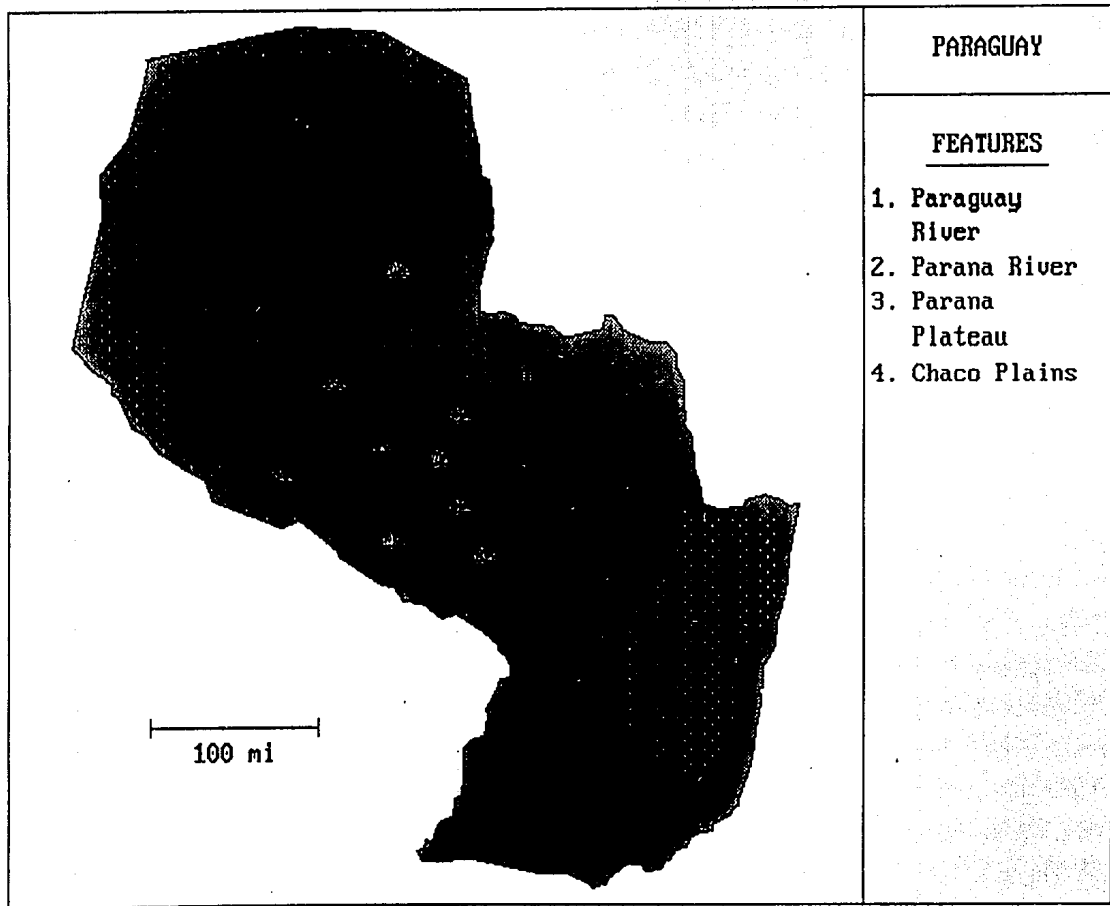 PARAGUAY
FEATURES
1. Paraguay
River
2. Parana River
3. Parana
Plateau
4. Chaco Plains
100 mi